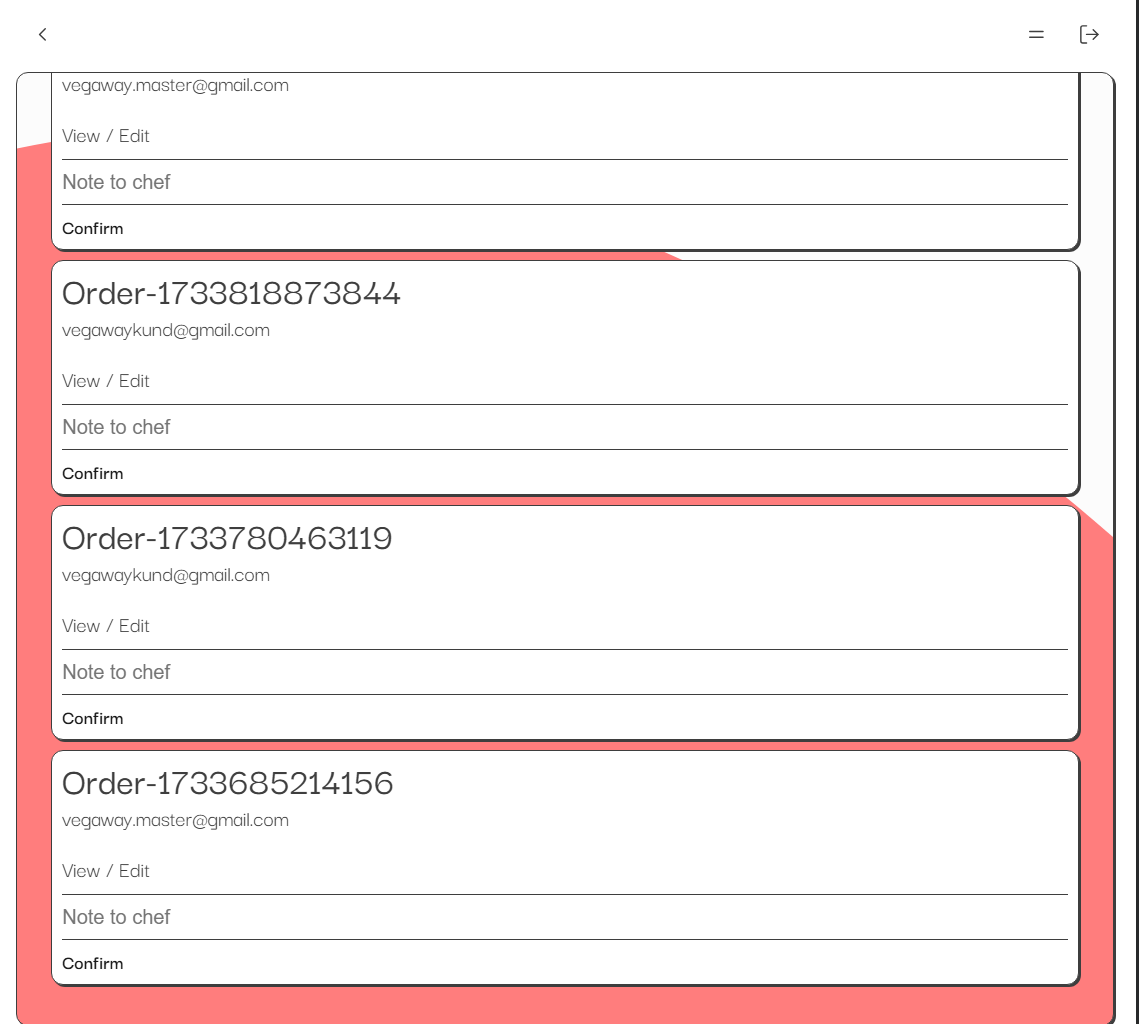 vegaway.master@gmail.com
View / Edit
Note to chef
Confirm
Order-1733818873844
vegawaykund@gmail.com
View / Edit
Note to chef
Confirm
Order-1733780463119
vegawaykund@gmail.com
View / Edit
Note to chef
Confirm
Order-1733685214156
vegaway.master@gmail.com
View / Edit
Note to chef
Confirm